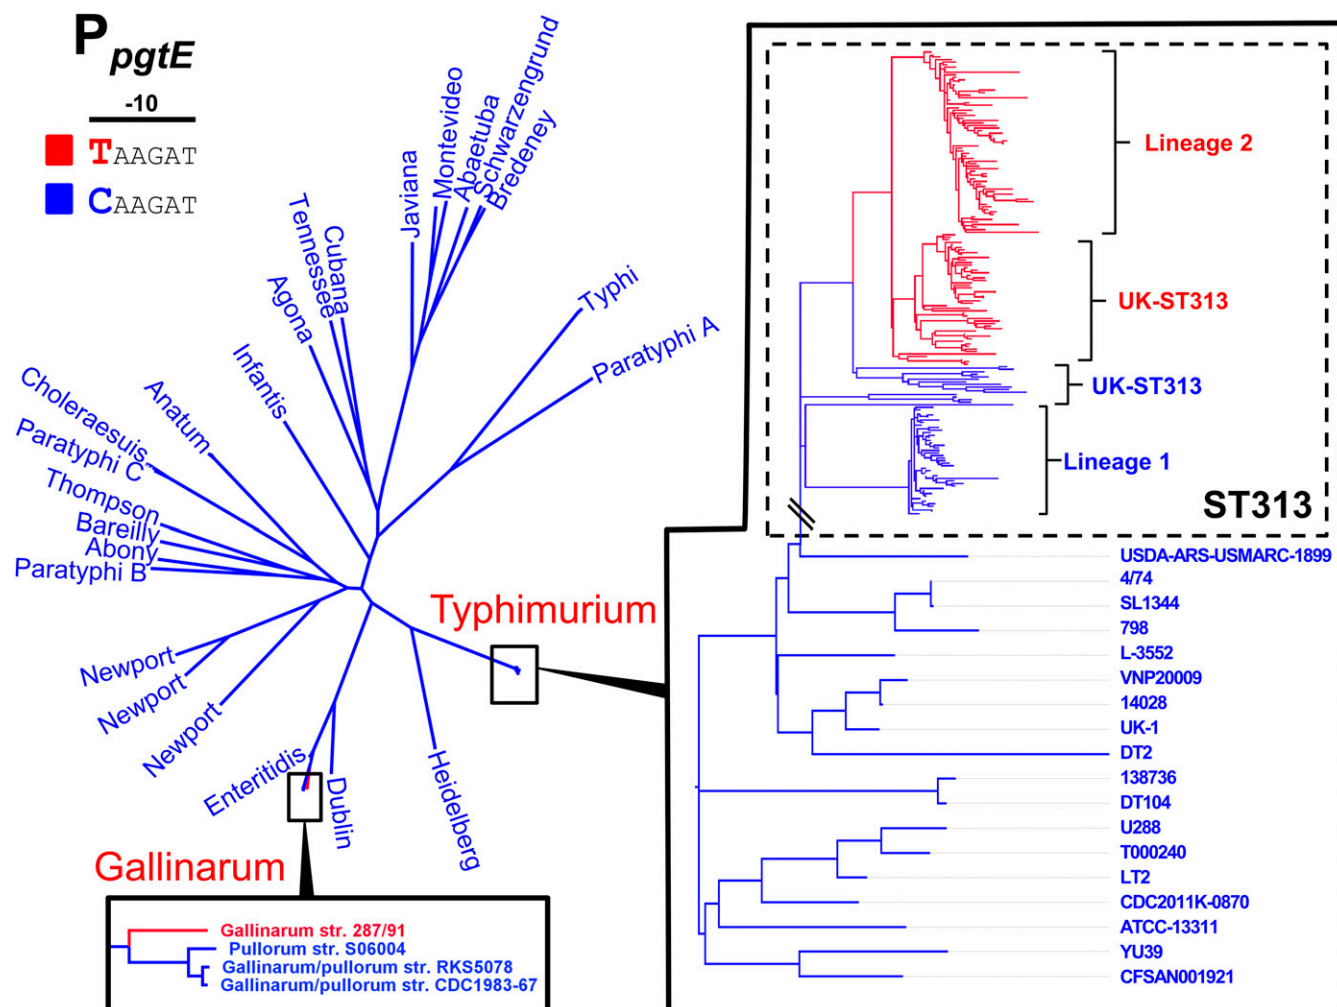 P pgtE
-10
TAAGAT
CAAGAT
Javiana
Montevideo
Abaetuba
Schwarzengrund
Bredeney
Tennessee
Cubana
Agona
Infantis
Typhi
Paratyphi A
Anatum
Choleraesuis
Paratyphi C
Thompson
Bareilly
Abony
Paratyphi B
Newport
Newport
Newport
Enteritidis
Dublin
Heidelberg
Typhimurium
Gallinarum
Gallinarum str. 287/91
Pullorum str. S06004
Gallinarum/pullorum str. RKS5078
Gallinarum/pullorum str. CDC1983-67
Lineage 2
UK-ST313
UK-ST313
Lineage 1
ST313
USDA-ARS-USMARC-1899
4/74
SL1344
798
L-3552
VNP20009
14028
UK-1
DT2
138736
DT104
U288
T000240
LT2
CDC2011K-0870
ATCC-13311
YU39
CFSAN001921